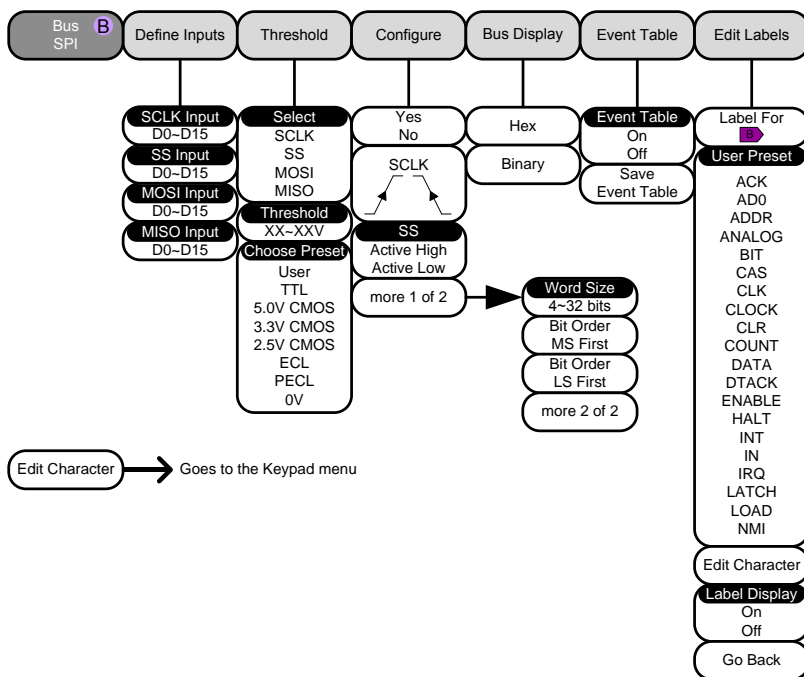 Bus B
SPI
Define Inputs
Threshold
Configure
Bus Display
Event Table
Edit Labels
SCLK Input
D0~D15
SS Input
D0~D15
MOSI Input
D0~D15
MISO Input
D0~D15
Select
SCLK
SS
MOSI
MISO
Threshold
XX~XXV
Choose Preset
User
TTL
5.0V CMOS
3.3V CMOS
2.5V CMOS
ECL
PECL
0V
Yes
No
SCLK
SS
Active High
Active Low
more 1 of 2
Word Size
4~32 bits
Bit Order
MS First
Bit Order
LS First
more 2 of 2
Hex
Binary
Event Table
On
Off
Save
Event Table
Label For
B
User Preset
ACK
AD0
ADDR
ANALOG
BIT
CAS
CLK
CLOCK
CLR
COUNT
DATA
DTACK
ENABLE
HALT
INT
IN
IRQ
LATCH
LOAD
NMI
Edit Character
Label Display
On
Off
Go Back
Edit Character
Goes to the Keypad menu